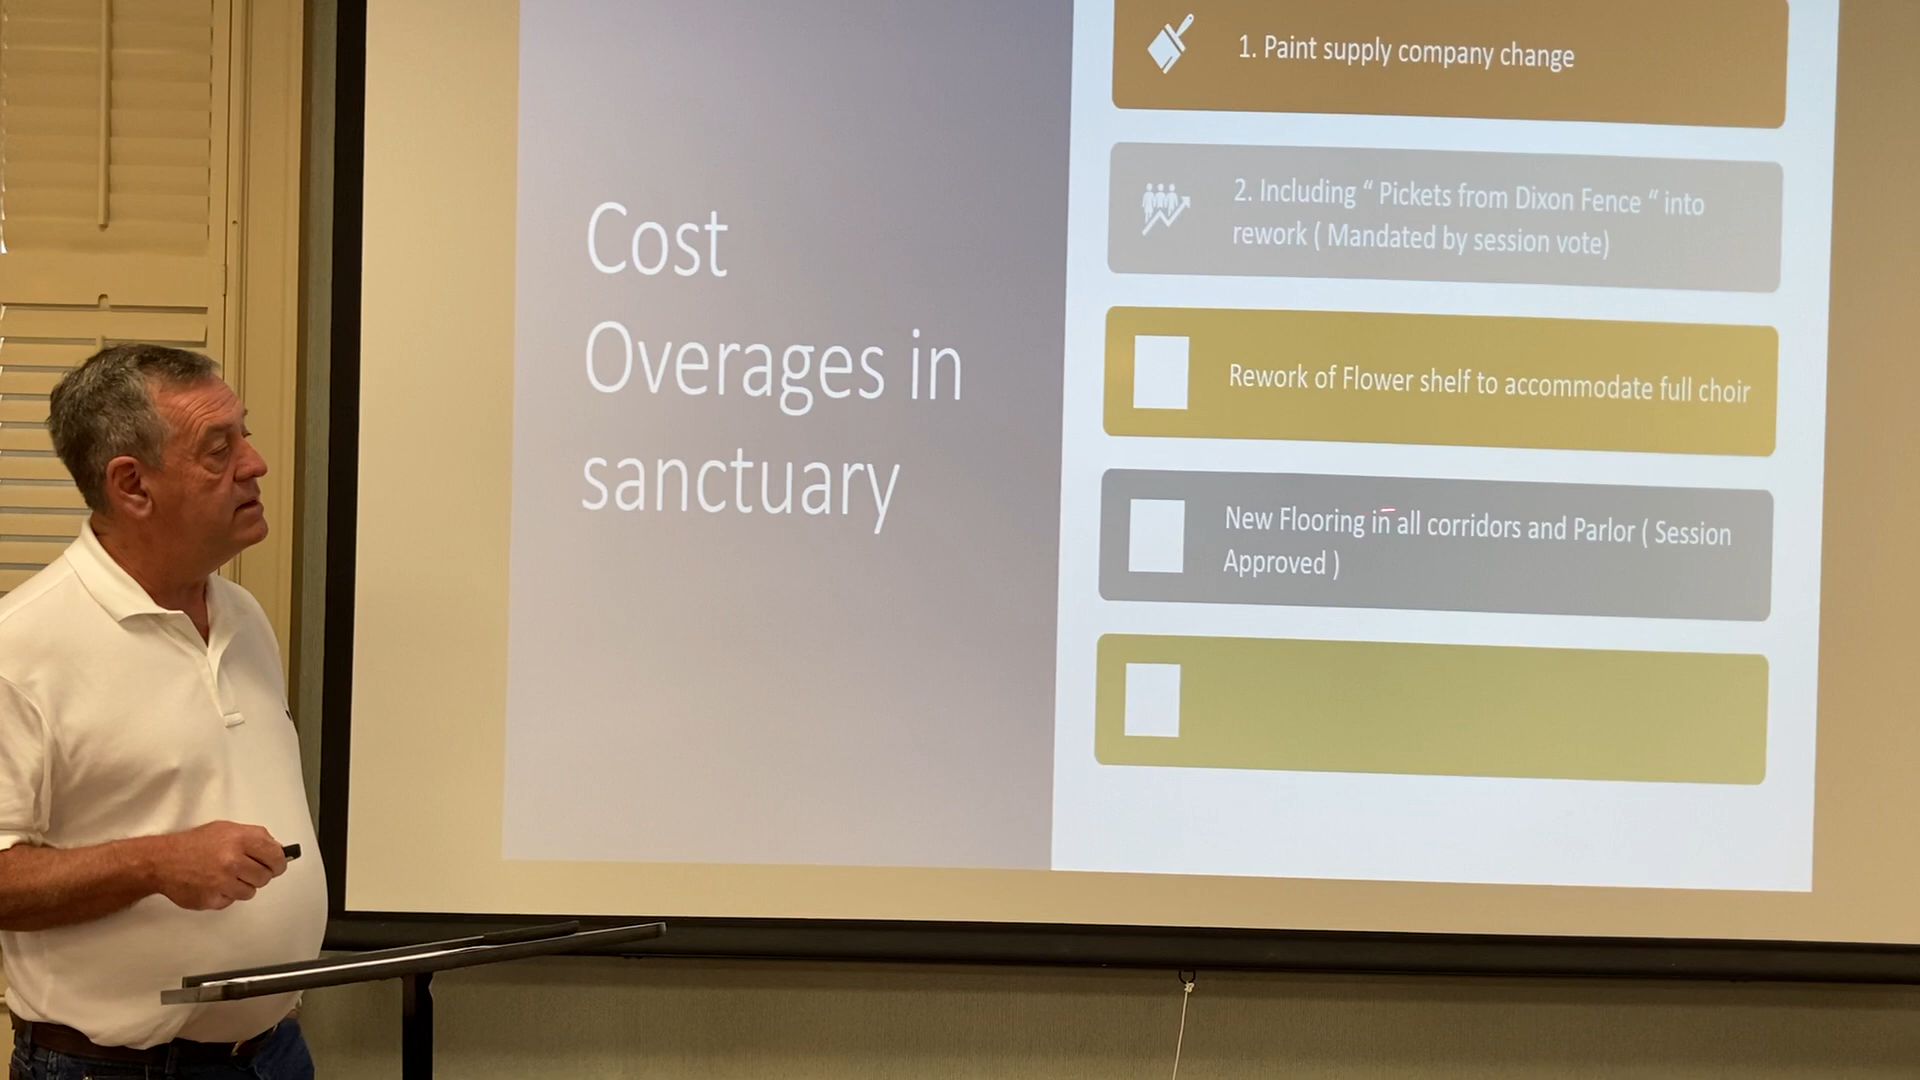 Cost
Overages in
sanctuary
1. Paint supply company change
2. Including “ Pickets from Dixon Fence “ into
rework ( Mandated by session vote)
Rework of Flower shelf to accommodate full choir
New Flooring in all corridors and Parlor ( Session
Approved )